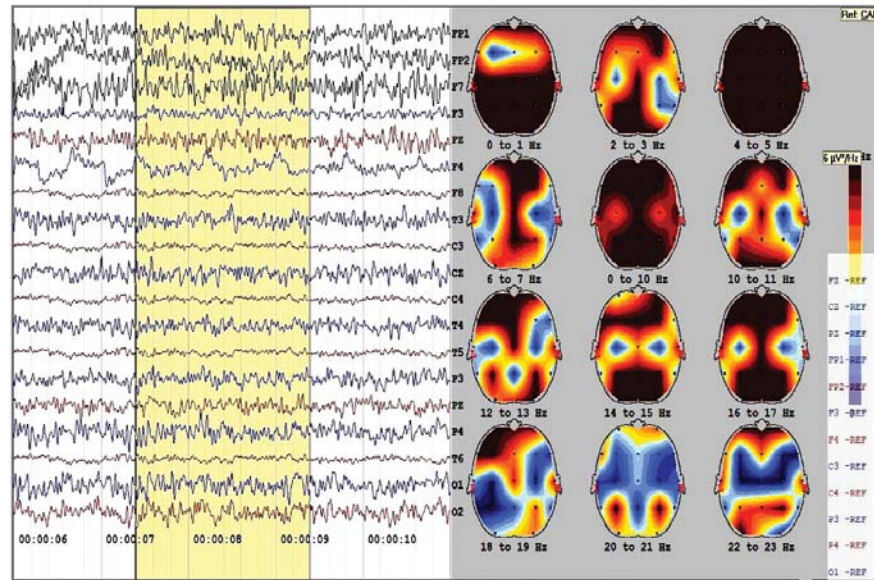 Ref: CAR
FP1
FP2
F7
F3
FZ
F4
F8
T3
C3
CZ
C4
T4
T5
P3
PZ
P4
T6
O1
O2
00:00:06 00:00:07 00:00:08 00:00:09 00:00:10
0 to 1 Hz 2 to 3 Hz 4 to 5 Hz
6 to 7 Hz 0 to 10 Hz 10 to 11 Hz
12 to 13 Hz 14 to 15 Hz 16 to 17 Hz
18 to 19 Hz 20 to 21 Hz 22 to 23 Hz
6 µV²/Hz
Hz
FZ -REF
CZ -REF
PZ -REF
FP1-REF
FP2-REF
F3 -REF
F4 -REF
C3 -REF
C4 -REF
P3 -REF
P4 -REF
O1 -REF